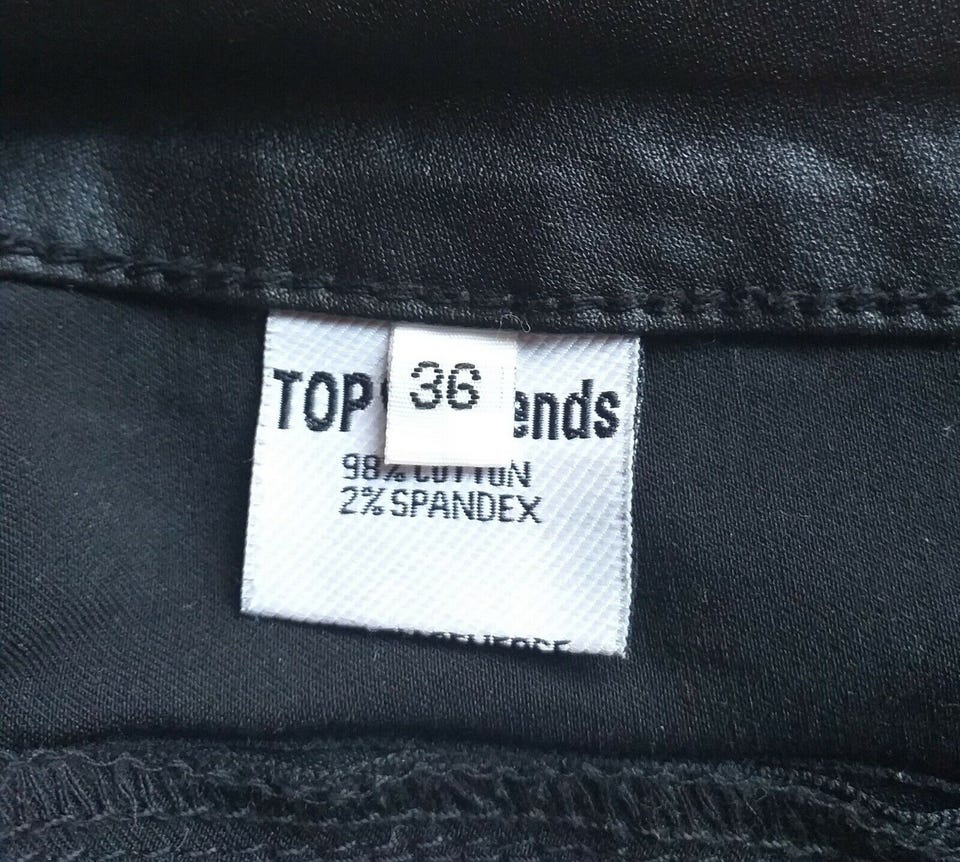 36
TOP ends
98% COTTON
2% SPANDEX